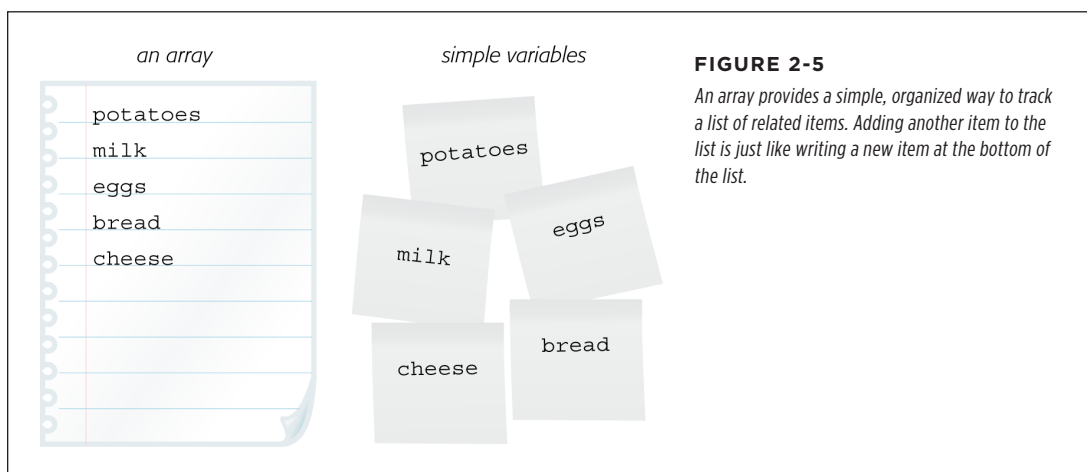 an array
potatoes
milk
eggs
bread
cheese
simple variables
potatoes
eggs
milk
bread
cheese
FIGURE 2-5
An array provides a simple, organized way to track
a list of related items. Adding another item to the
list is just like writing a new item at the bottom of
the list.